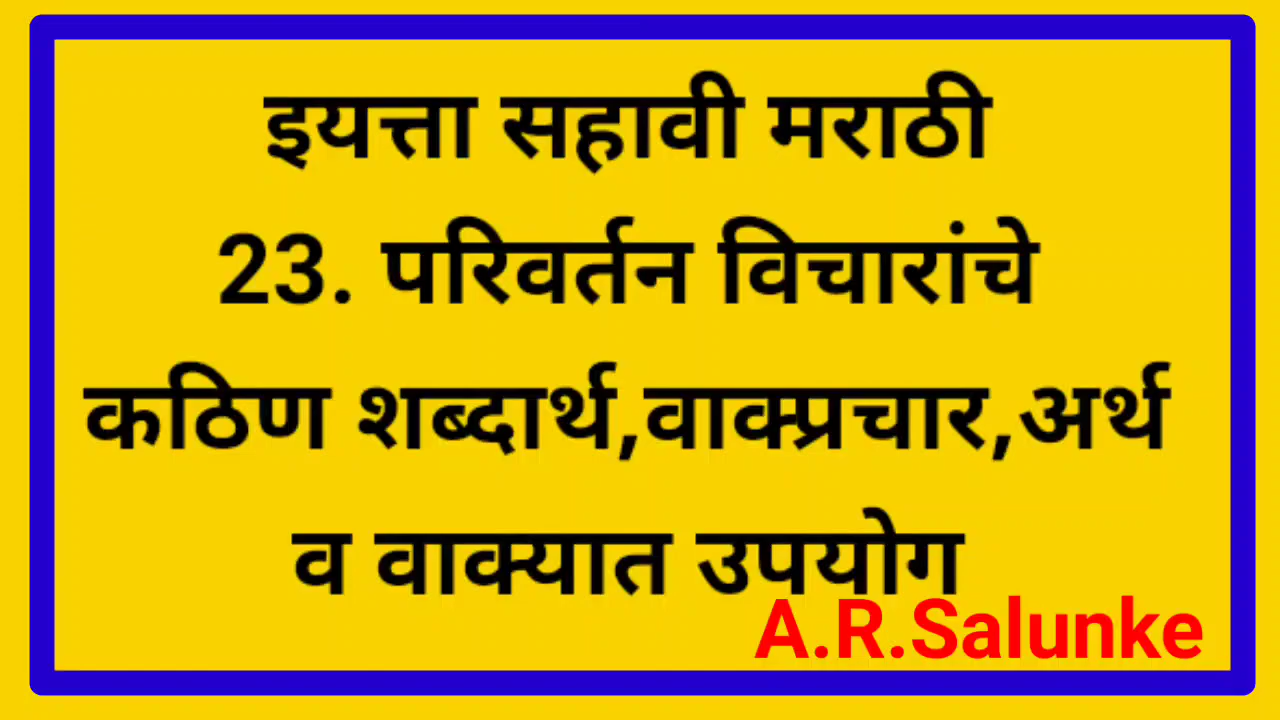 इयत्ता सहावी मराठी
23. परिवर्तन विचारांचे
कठिण शब्दार्थ,वाक्प्रचार,अर्थ
व वाक्यात उपयोग
A.R.Salunke